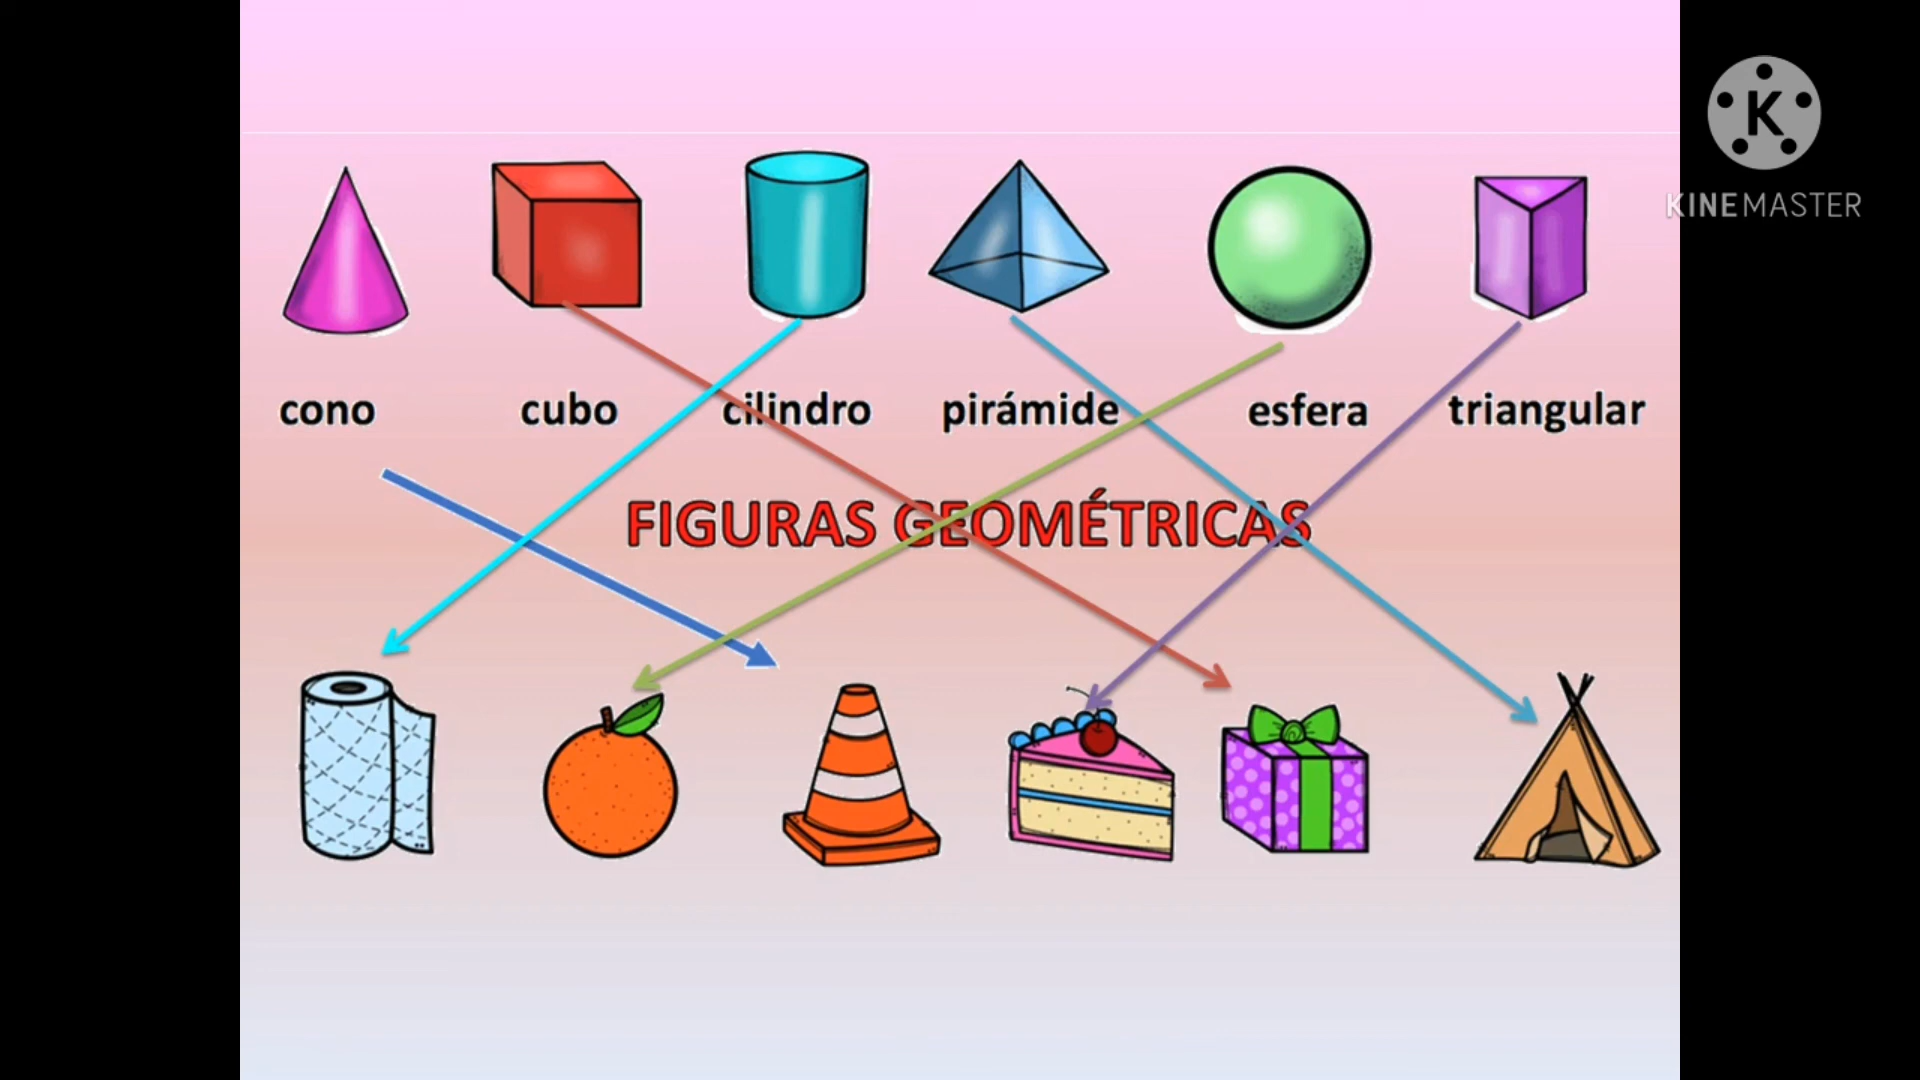 K
KINEMASTER
cono cubo cilindro pirámide esfera triangular
FIGURAS GEOMÉTRICAS